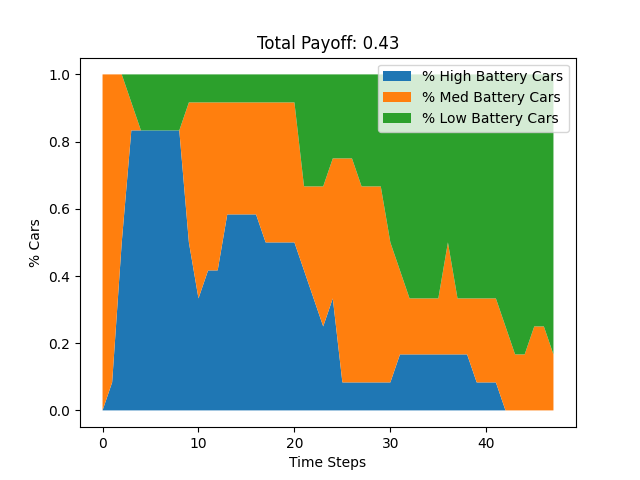 Total Payoff: 0.43
% High Battery Cars
% Med Battery Cars
% Low Battery Cars
1.0
0.8
0.6
0.4
0.2
0.0
% Cars
0
10
20
30
40
Time Steps